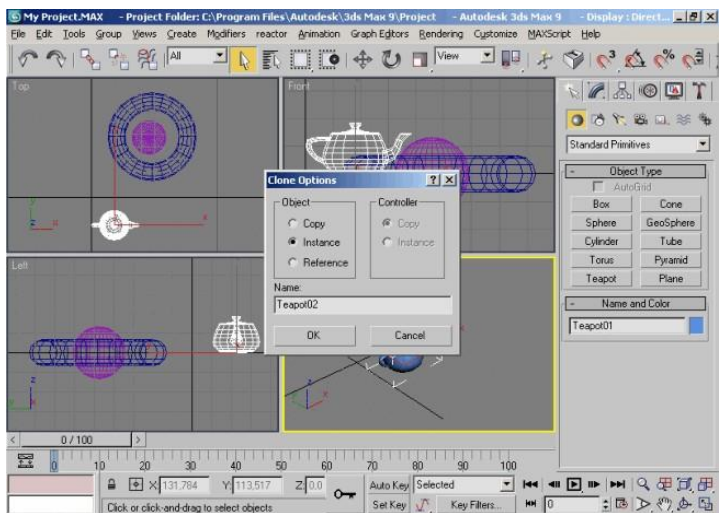 My Project.MAX - Project Folder: C:\Program Files\Autodesk\3ds Max 9\Project - Autodesk 3ds Max 9 - Display : Direct...
File Edit Tools Group Views Create Modifiers reactor Animation Graph Editors Rendering Customize MAXScript Help
All View
Top Front
Standard Primitives
Object Type
AutoGrid
Box Cone
Sphere GeoSphere
Cylinder Tube
Torus Pyramid
Teapot Plane
Name and Color
Teapot01
Clone Options
Object Controller
Copy Copy
Instance Instance
Reference
Name:
Teapot02
OK Cancel
Left
0 / 100
0 10 20 30 40 50 60 70 80 90 100
X 131,784 Y 113,517 Z 0,0 Auto Key Selected
Click or click-and-drag to select objects Set Key Key Filters... 0